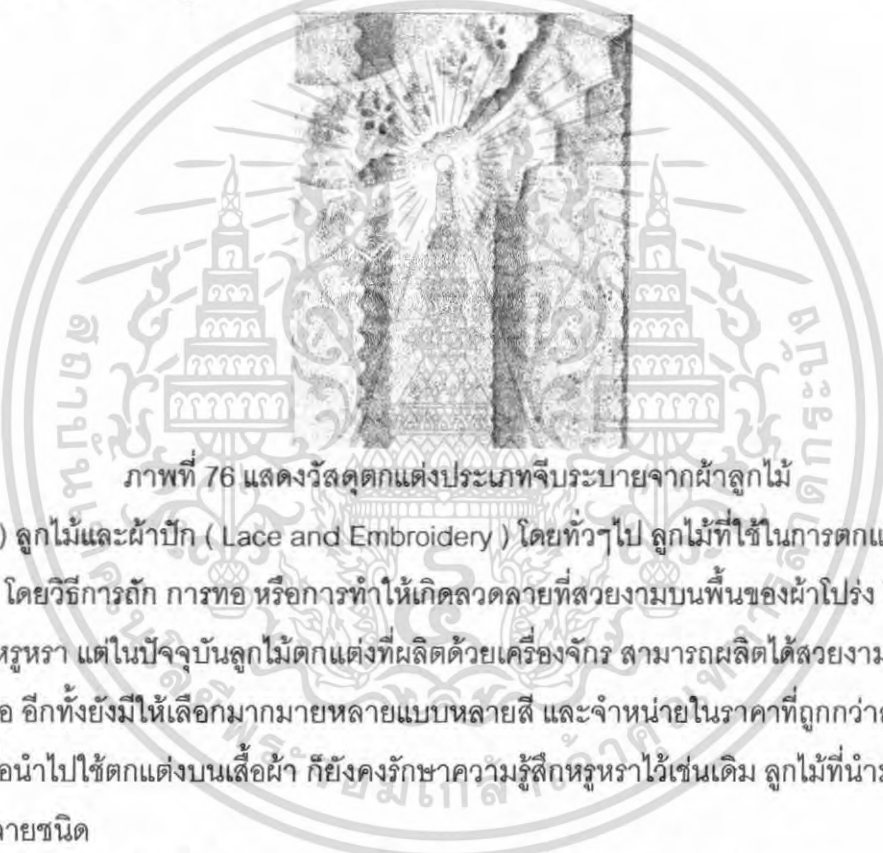 ภาพที่ 76 แสดงวัสดุตกแต่งประเภทจีบระบายจากผ้าลูกไม้
) ลูกไม้และผ้าปัก ( Lace and Embroidery ) โดยทั่วๆไป ลูกไม้ที่ใช้ในการตกแ
โดยวิธีการถัก การทอ หรือการทำให้เกิดลวดลายที่สวยงามบนพื้นของผ้าโปร่ง
หรูหรา แต่ในปัจจุบันลูกไม้ตกแต่งที่ผลิตด้วยเครื่องจักร สามารถผลิตได้สวยงาม
อ อีกทั้งยังมีให้เลือกมากมายหลายแบบหลายสี และจำหน่ายในราคาที่ถูกกว่า
อนำไปใช้ตกแต่งบนเสื้อผ้า ก็ยังคงรักษาความรู้สึกหรูหราไว้เช่นเดิม ลูกไม้ที่นำม
ลายชนิด